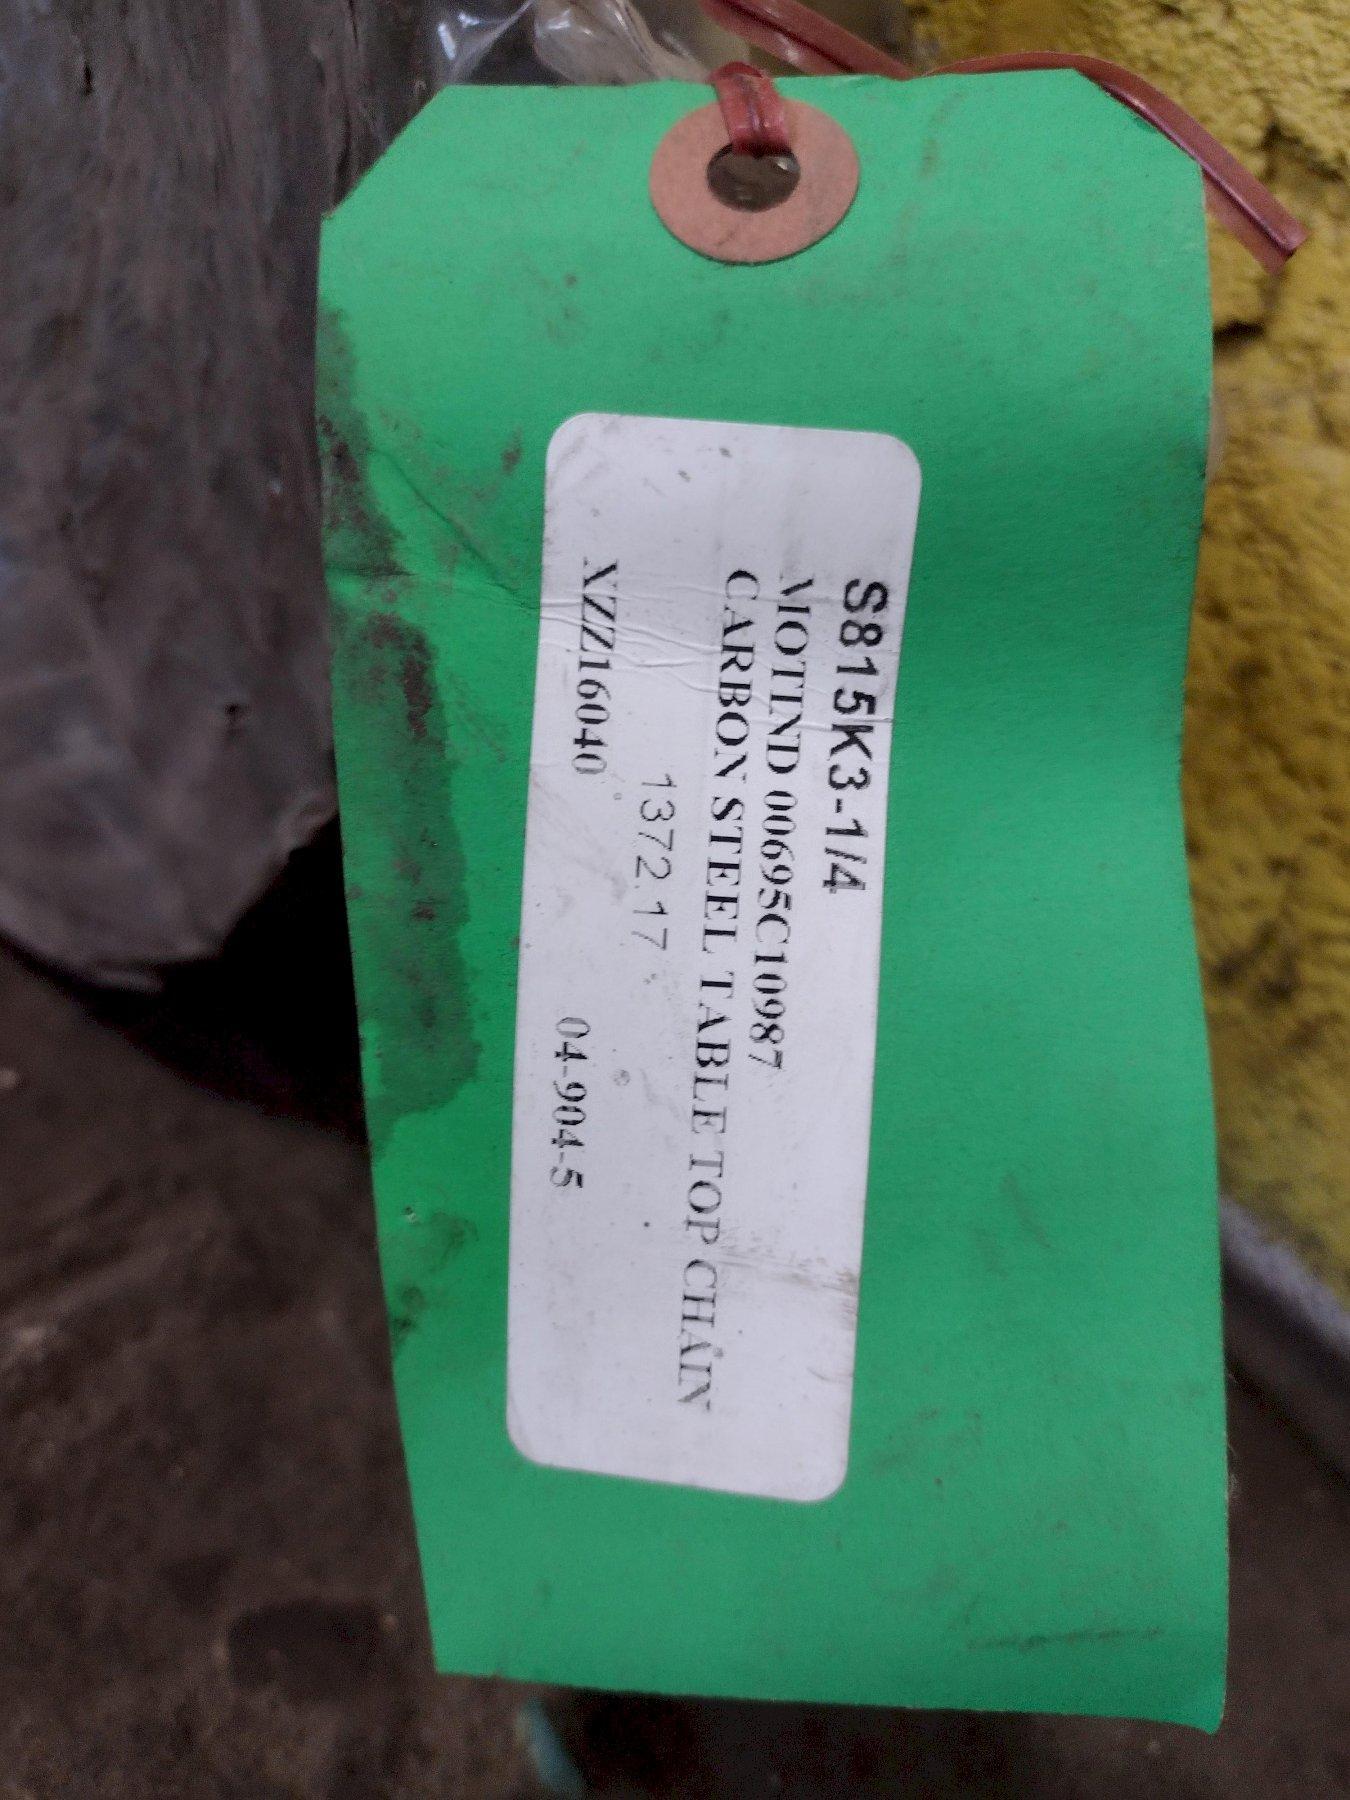 S815K3-1/4
MOTIND 00695C10987
CARBON STEEL TABLE TOP CHAIN
1372.17
XZZ16040 04-904-5